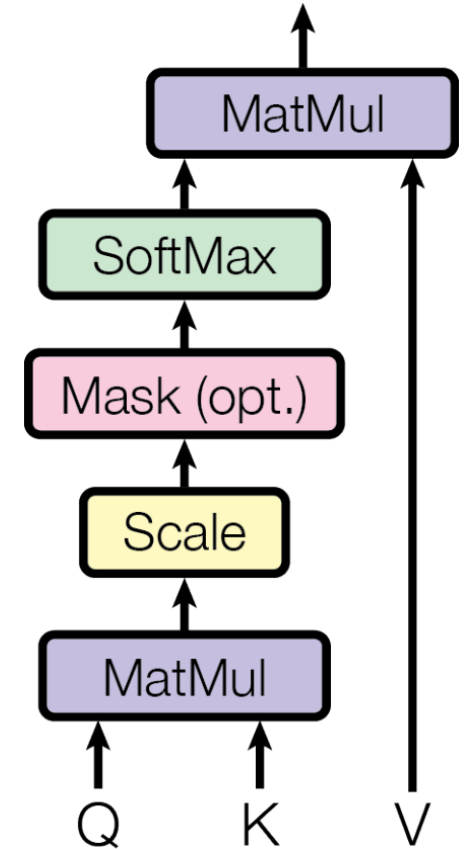 MatMul
SoftMax
Mask (opt.)
Scale
MatMul
Q K V